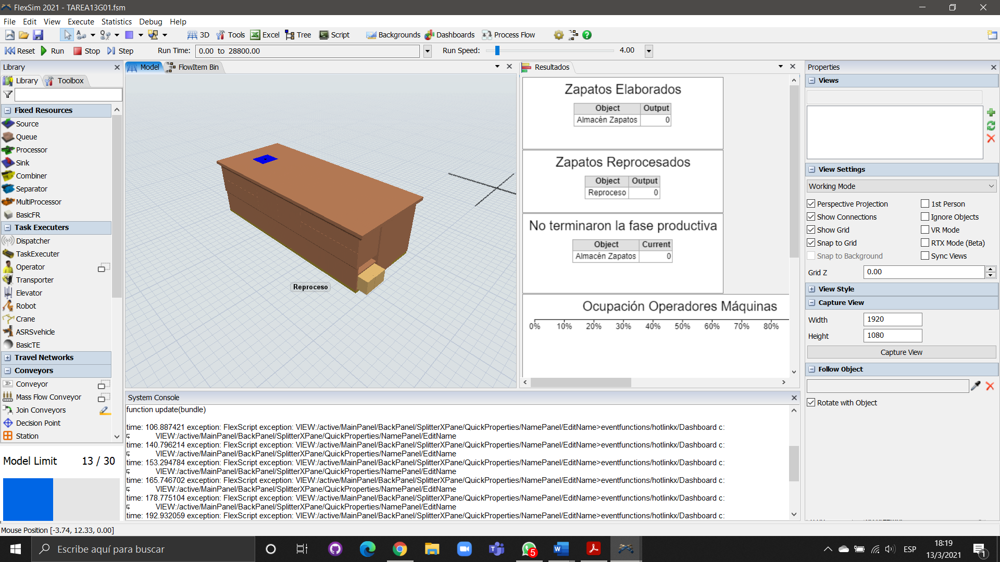 FlexSim 2021 - TAREA13G01.fsm
File Edit View Execute Statistics Debug Help
3D Tools Excel Tree Script Backgrounds Dashboards Process Flow
Reset Run Stop Step Run Time: 0.00 to 28800.00 Run Speed: 4.00
Library
Library Toolbox
Fixed Resources
Source
Queue
Processor
Sink
Combiner
Separator
MultiProcessor
BasicFR
Task Executers
Dispatcher
TaskExecuter
Operator
Transporter
Elevator
Robot
Crane
ASRSvehicle
BasicTE
Travel Networks
Conveyors
Conveyor
Mass Flow Conveyor
Join Conveyors
Decision Point
Station
Model Limit 13 / 30
Model FlowItem Bin
Reproceso
Resultados
Zapatos Elaborados
Object Output
Almacén Zapatos 0
Zapatos Reprocesados
Object Output
Reproceso 0
No terminaron la fase productiva
Object Current
Almacén Zapatos 0
Ocupación Operadores Máquinas
0% 10% 20% 30% 40% 50% 60% 70% 80%
System Console
function update(bundle)
time: 106.887421 exception: FlexScript exception: VIEW:/active/MainPanel/BackPanel/SplitterXPane/QuickProperties/NamePanel/EditName>eventfunctions/hotlinkx/Dashboard c:
VIEW:/active/MainPanel/BackPanel/SplitterXPane/QuickProperties/NamePanel/EditName
time: 140.796214 exception: FlexScript exception: VIEW:/active/MainPanel/BackPanel/SplitterXPane/QuickProperties/NamePanel/EditName>eventfunctions/hotlinkx/Dashboard c:
VIEW:/active/MainPanel/BackPanel/SplitterXPane/QuickProperties/NamePanel/EditName
time: 153.294784 exception: FlexScript exception: VIEW:/active/MainPanel/BackPanel/SplitterXPane/QuickProperties/NamePanel/EditName>eventfunctions/hotlinkx/Dashboard c:
VIEW:/active/MainPanel/BackPanel/SplitterXPane/QuickProperties/NamePanel/EditName
time: 165.746702 exception: FlexScript exception: VIEW:/active/MainPanel/BackPanel/SplitterXPane/QuickProperties/NamePanel/EditName>eventfunctions/hotlinkx/Dashboard c:
VIEW:/active/MainPanel/BackPanel/SplitterXPane/QuickProperties/NamePanel/EditName
time: 178.775104 exception: FlexScript exception: VIEW:/active/MainPanel/BackPanel/SplitterXPane/QuickProperties/NamePanel/EditName>eventfunctions/hotlinkx/Dashboard c:
VIEW:/active/MainPanel/BackPanel/SplitterXPane/QuickProperties/NamePanel/EditName
time: 192.932059 exception: FlexScript exception: VIEW:/active/MainPanel/BackPanel/SplitterXPane/QuickProperties/NamePanel/EditName>eventfunctions/hotlinkx/Dashboard c:
Properties
Views
View Settings
Working Mode
Perspective Projection 1st Person
Show Connections Ignore Objects
Show Grid VR Mode
Snap to Grid RTX Mode (Beta)
Snap to Background Sync Views
Grid Z 0.00
View Style
Capture View
Width 1920
Height 1080
Capture View
Follow Object
Rotate with Object
Mouse Position [-3.74, 12.33, 0.00]
Escribe aquí para buscar
5
ESP
18:19
13/3/2021
1